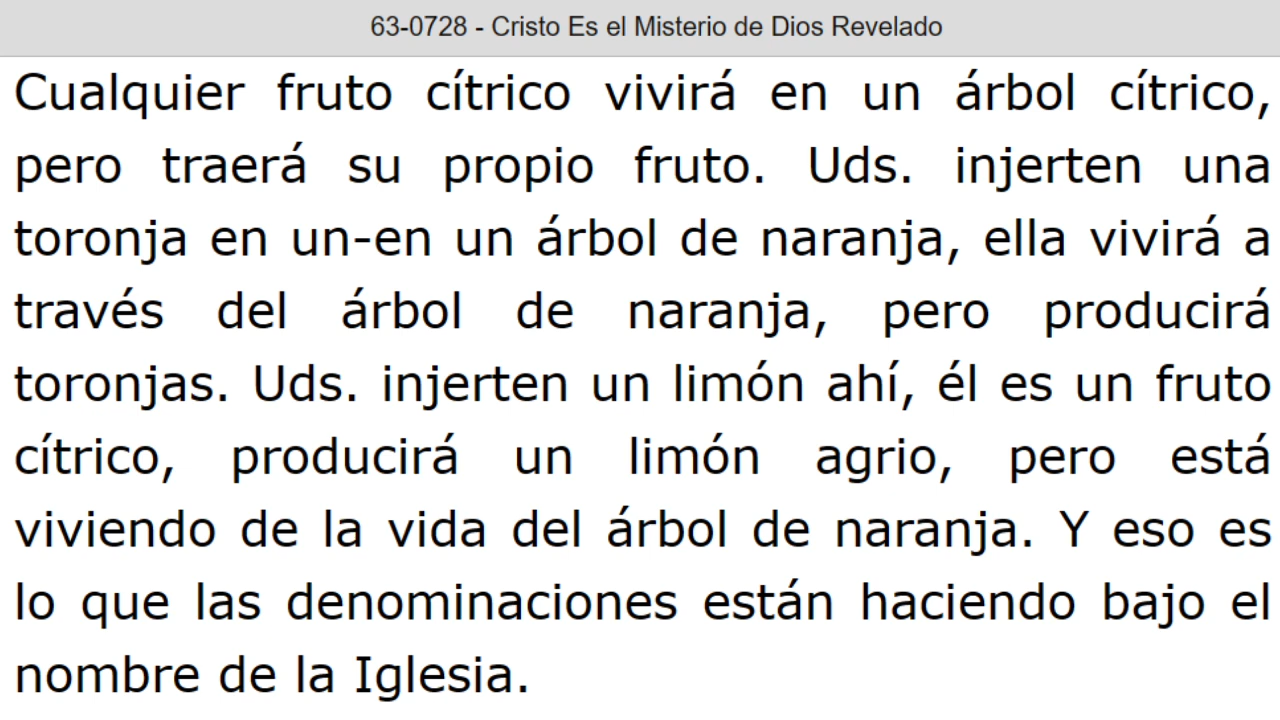 63-0728 - Cristo Es el Misterio de Dios Revelado
Cualquier fruto cítrico vivirá en un árbol cítrico,
pero traerá su propio fruto. Uds. injerten una
toronja en un-en un árbol de naranja, ella vivirá a
través del árbol de naranja, pero producirá
toronjas. Uds. injerten un limón ahí, él es un fruto
cítrico, producirá un limón agrio, pero está
viviendo de la vida del árbol de naranja. Y eso es
lo que las denominaciones están haciendo bajo el
nombre de la Iglesia.